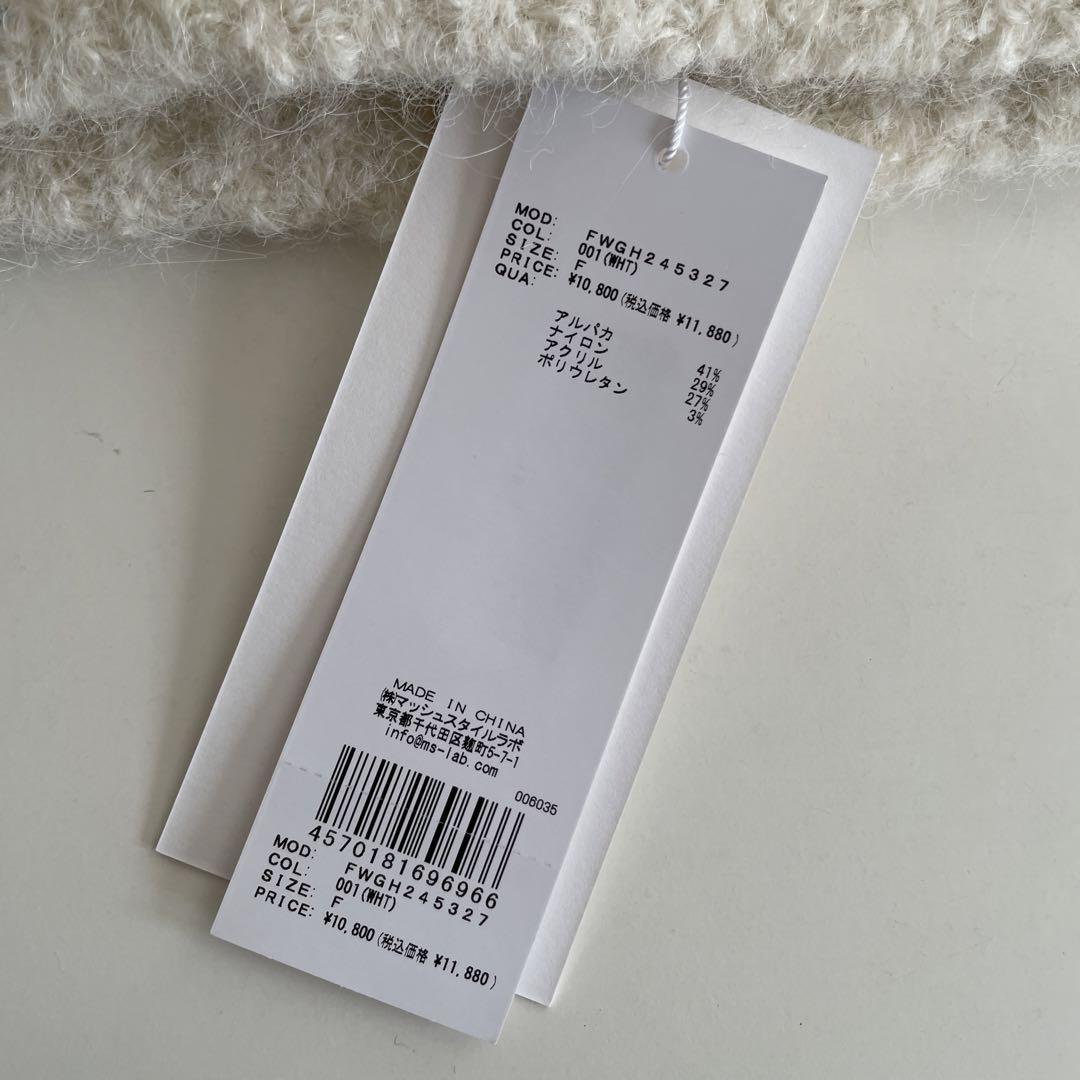 MOD: FWGH245327
COL: 001(WHT)
SIZE: F
PRICE: ¥10,800(税込価格 ¥11,880)
QUA:
アルパカ 41%
ナイロン 29%
アクリル 27%
ポリウレタン 3%
MADE IN CHINA
㈱マッシュスタイルラボ
東京都千代田区麹町5-7-1
info@ms-lab.com
006035
4570181696966
MOD: FWGH245327
COL: 001(WHT)
SIZE: F
PRICE: ¥10,800(税込価格 ¥11,880)